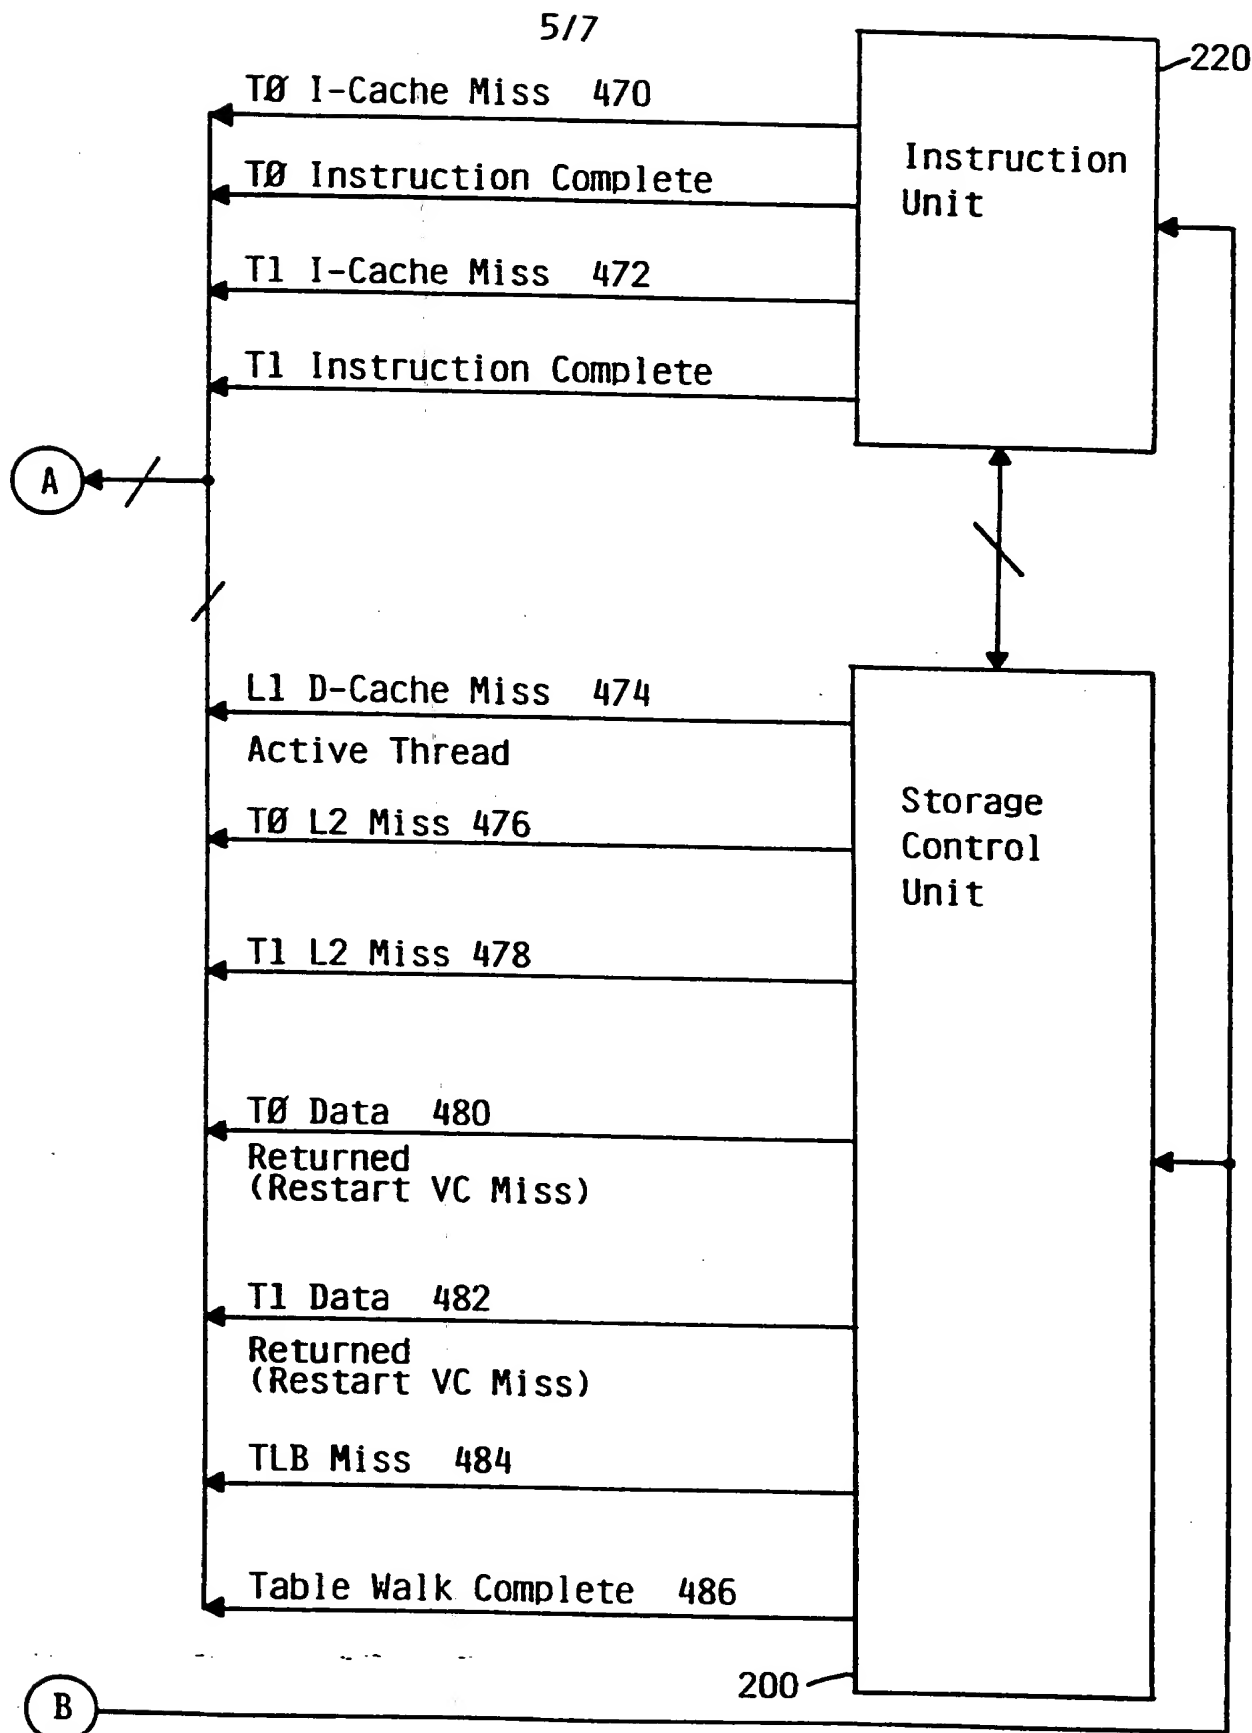 5/7
220
TØ I-Cache Miss 470
Instruction
Unit
TØ Instruction Complete
T1 I-Cache Miss 472
T1 Instruction Complete
A
L1 D-Cache Miss 474
Active Thread
Storage
Control
Unit
TØ L2 Miss 476
T1 L2 Miss 478
TØ Data 480
Returned
(Restart VC Miss)
T1 Data 482
Returned
(Restart VC Miss)
TLB Miss 484
Table Walk Complete 486
200
B